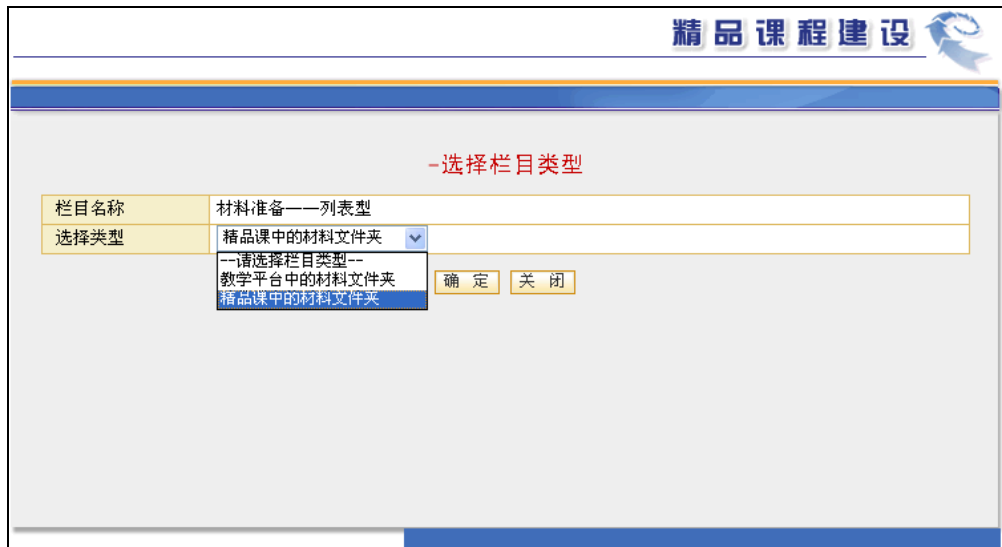 精品课程建设
-选择栏目类型
栏目名称 材料准备——列表型
选择类型 精品课中的材料文件夹
--请选择栏目类型--
教学平台中的材料文件夹
精品课中的材料文件夹
确 定 关 闭